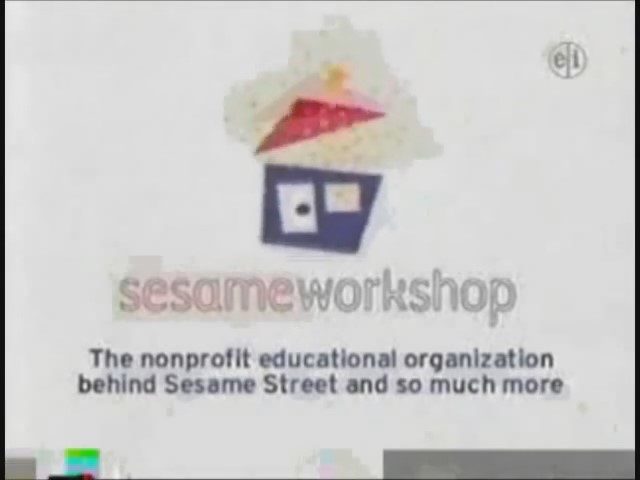 e|i
sesameworkshop
The nonprofit educational organization
behind Sesame Street and so much more